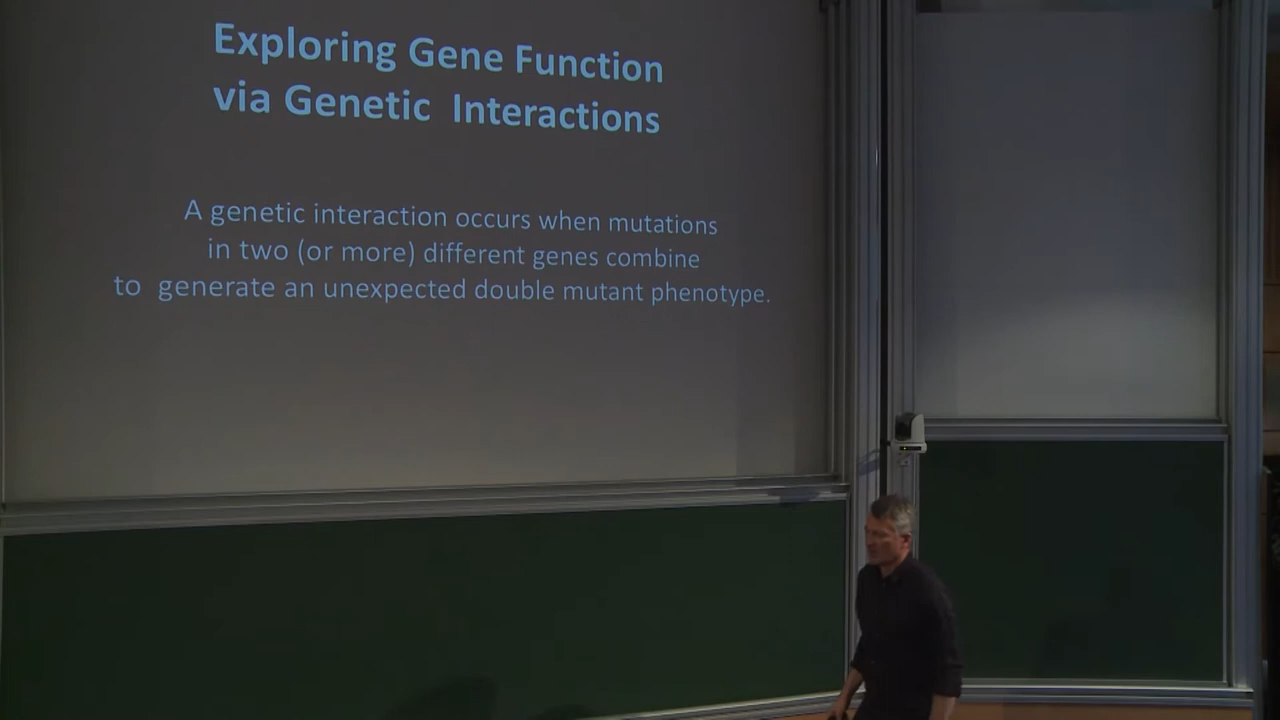 Exploring Gene Function
via Genetic Interactions
A genetic interaction occurs when mutations
in two (or more) different genes combine
to generate an unexpected double mutant phenotype.